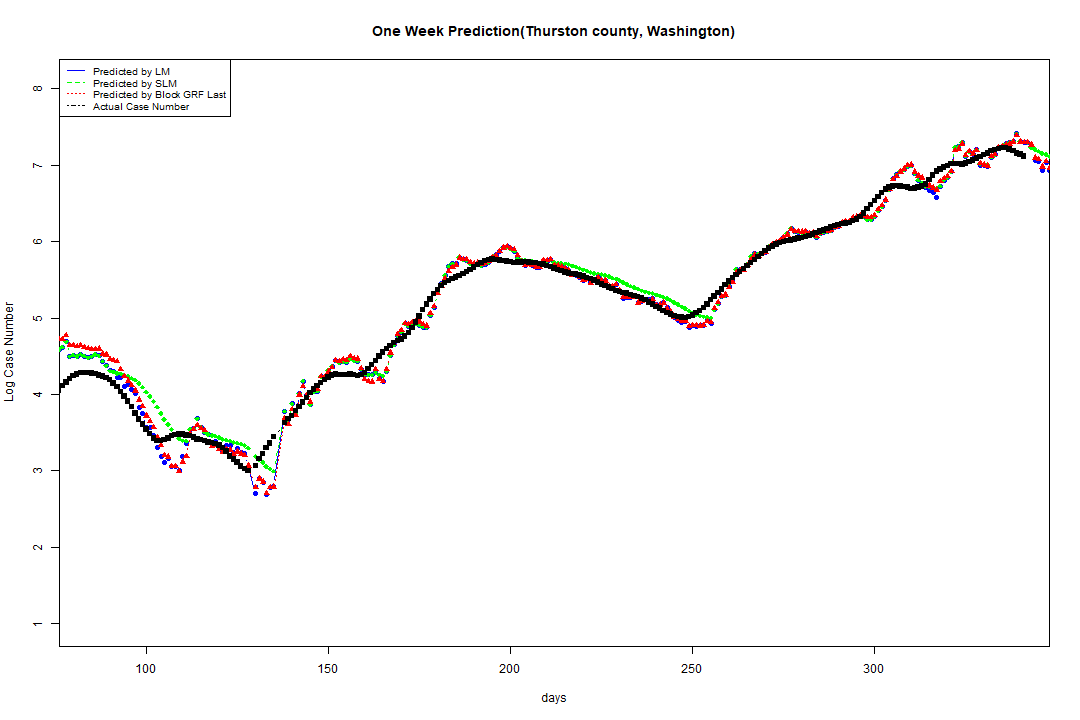 One Week Prediction(Thurston county, Washington)
Predicted by LM
Predicted by SLM
Predicted by Block GRF Last
Actual Case Number
8
7
6
5
4
3
2
1
Log Case Number
100 150 200 250 300
days